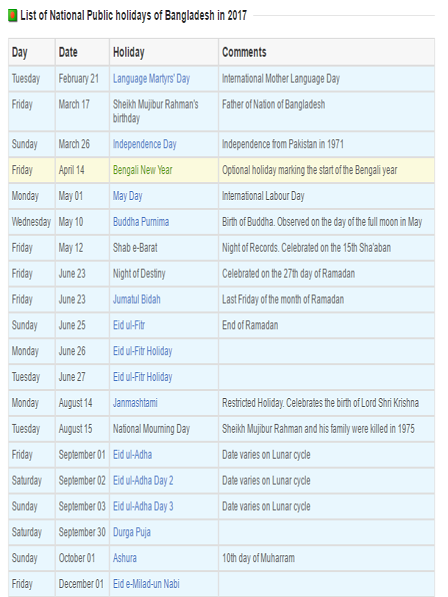 List of National Public holidays of Bangladesh in 2017
Day Date Holiday Comments
Tuesday February 21 Language Martyrs' Day International Mother Language Day
Friday March 17 Sheikh Mujibur Rahman's Father of Nation of Bangladesh
birthday
Sunday March 26 Independence Day Independence from Pakistan in 1971
Friday April 14 Bengali New Year Optional holiday marking the start of the Bengali year
Monday May 01 May Day International Labour Day
Wednesday May 10 Buddha Purnima Birth of Buddha. Observed on the day of the full moon in May
Friday May 12 Shab e-Barat Night of Records. Celebrated on the 15th Sha'aban
Friday June 23 Night of Destiny Celebrated on the 27th day of Ramadan
Friday June 23 Jumatul Bidah Last Friday of the month of Ramadan
Sunday June 25 Eid ul-Fitr End of Ramadan
Monday June 26 Eid ul-Fitr Holiday
Tuesday June 27 Eid ul-Fitr Holiday
Monday August 14 Janmashtami Restricted Holiday. Celebrates the birth of Lord Shri Krishna
Tuesday August 15 National Mourning Day Sheikh Mujibur Rahman and his family were killed in 1975
Friday September 01 Eid ul-Adha Date varies on Lunar cycle
Saturday September 02 Eid ul-Adha Day 2 Date varies on Lunar cycle
Sunday September 03 Eid ul-Adha Day 3 Date varies on Lunar cycle
Saturday September 30 Durga Puja
Sunday October 01 Ashura 10th day of Muharram
Friday December 01 Eid e-Milad-un Nabi